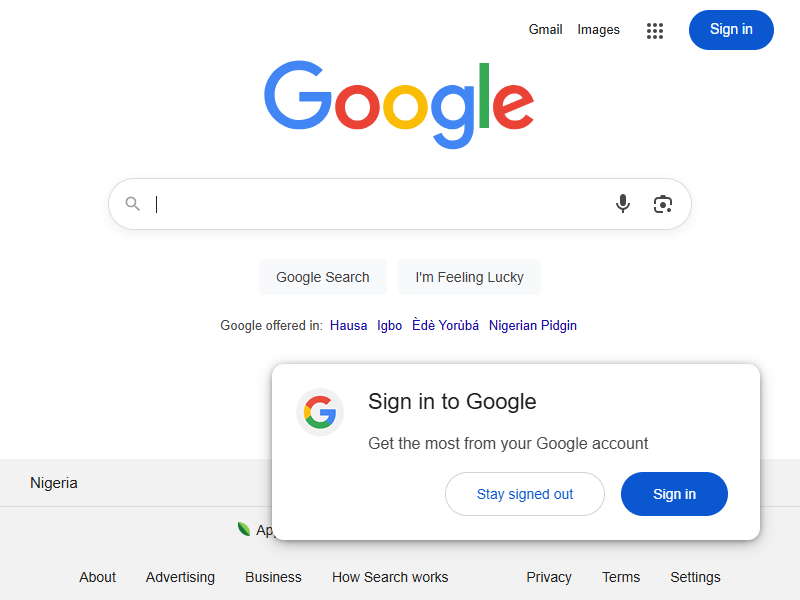 Gmail Images Sign in
Google
Google Search I'm Feeling Lucky
Google offered in: Hausa Igbo Èdè Yorùbá Nigerian Pidgin
Sign in to Google
Get the most from your Google account
Stay signed out Sign in
Nigeria
About Advertising Business How Search works Privacy Terms Settings